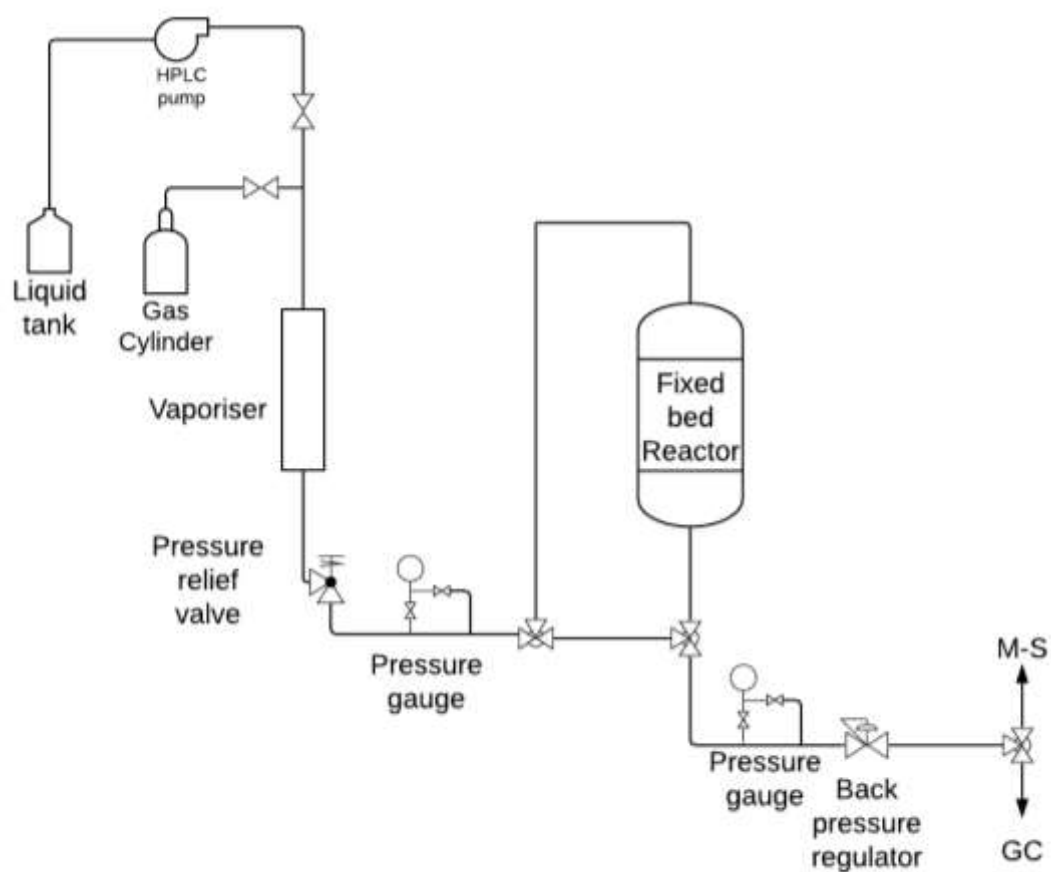 HPLC
pump
Liquid
tank
Gas
Cylinder
Vaporiser
Fixed
bed
Reactor
Pressure
relief
valve
Pressure
gauge
M-S
Pressure
gauge
Back
pressure
regulator
GC